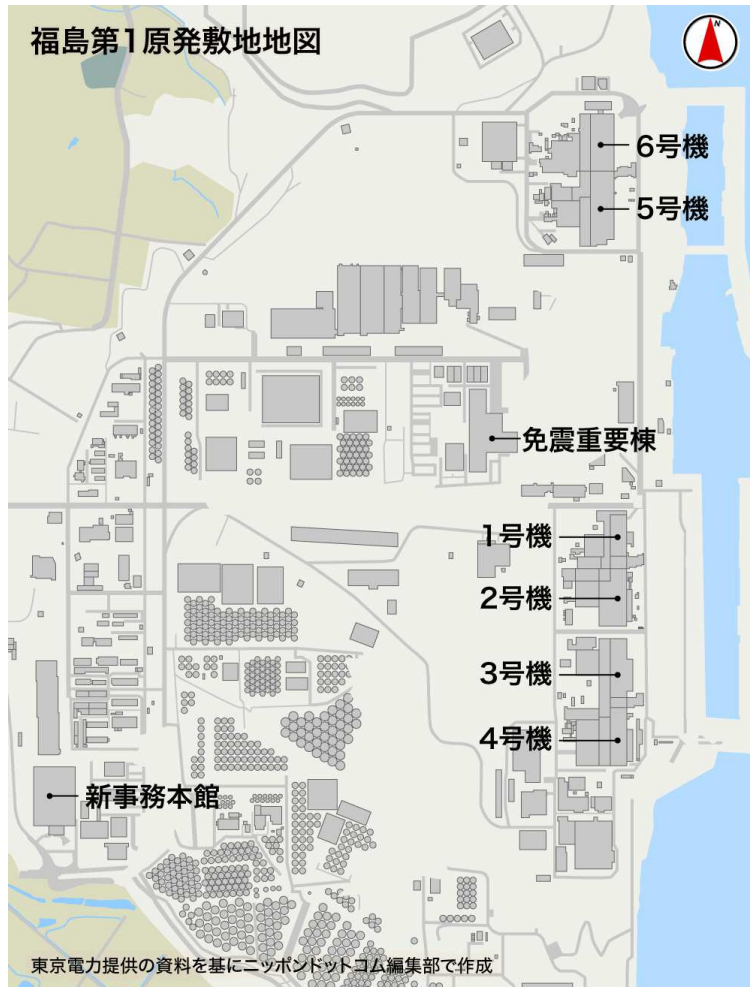 福島第1原発敷地地図
N
6号機
5号機
免震重要棟
1号機
2号機
3号機
4号機
新事務本館
東京電力提供の資料を基にニッポンドットコム編集部で作成